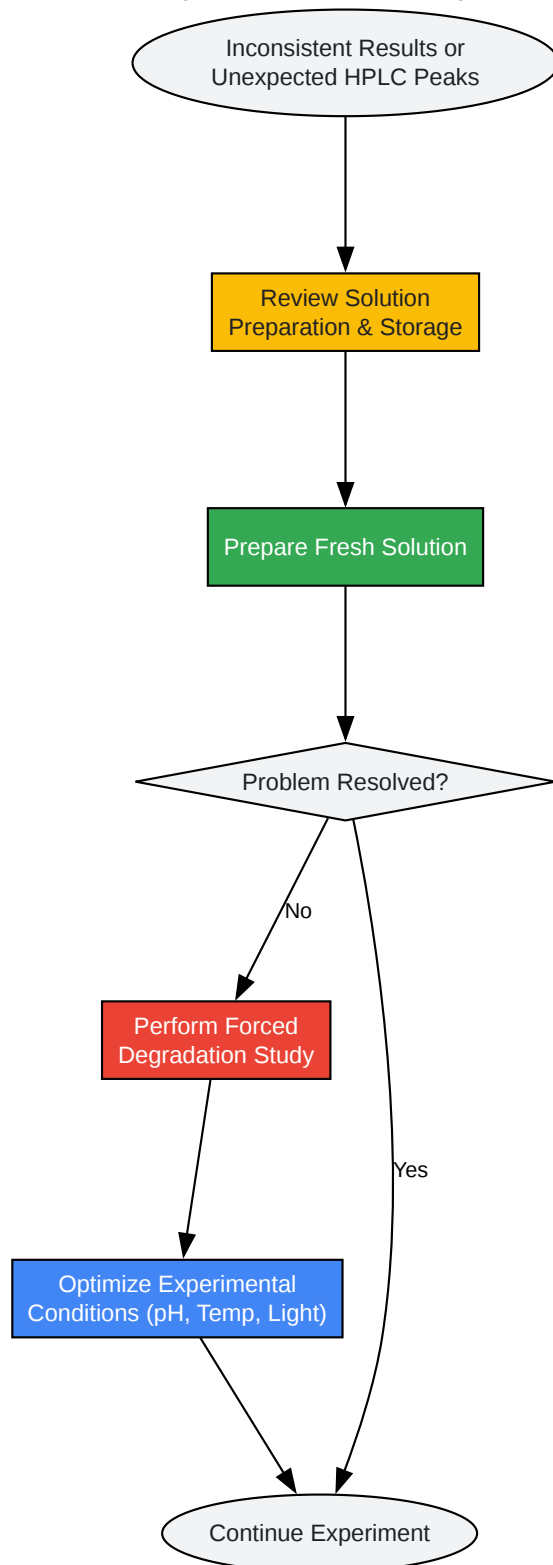 Inconsistent Results or
Unexpected HPLC Peaks
Review Solution
Preparation & Storage
Prepare Fresh Solution
Problem Resolved?
No
Perform Forced
Degradation Study
Yes
Optimize Experimental
Conditions (pH, Temp, Light)
Continue Experiment